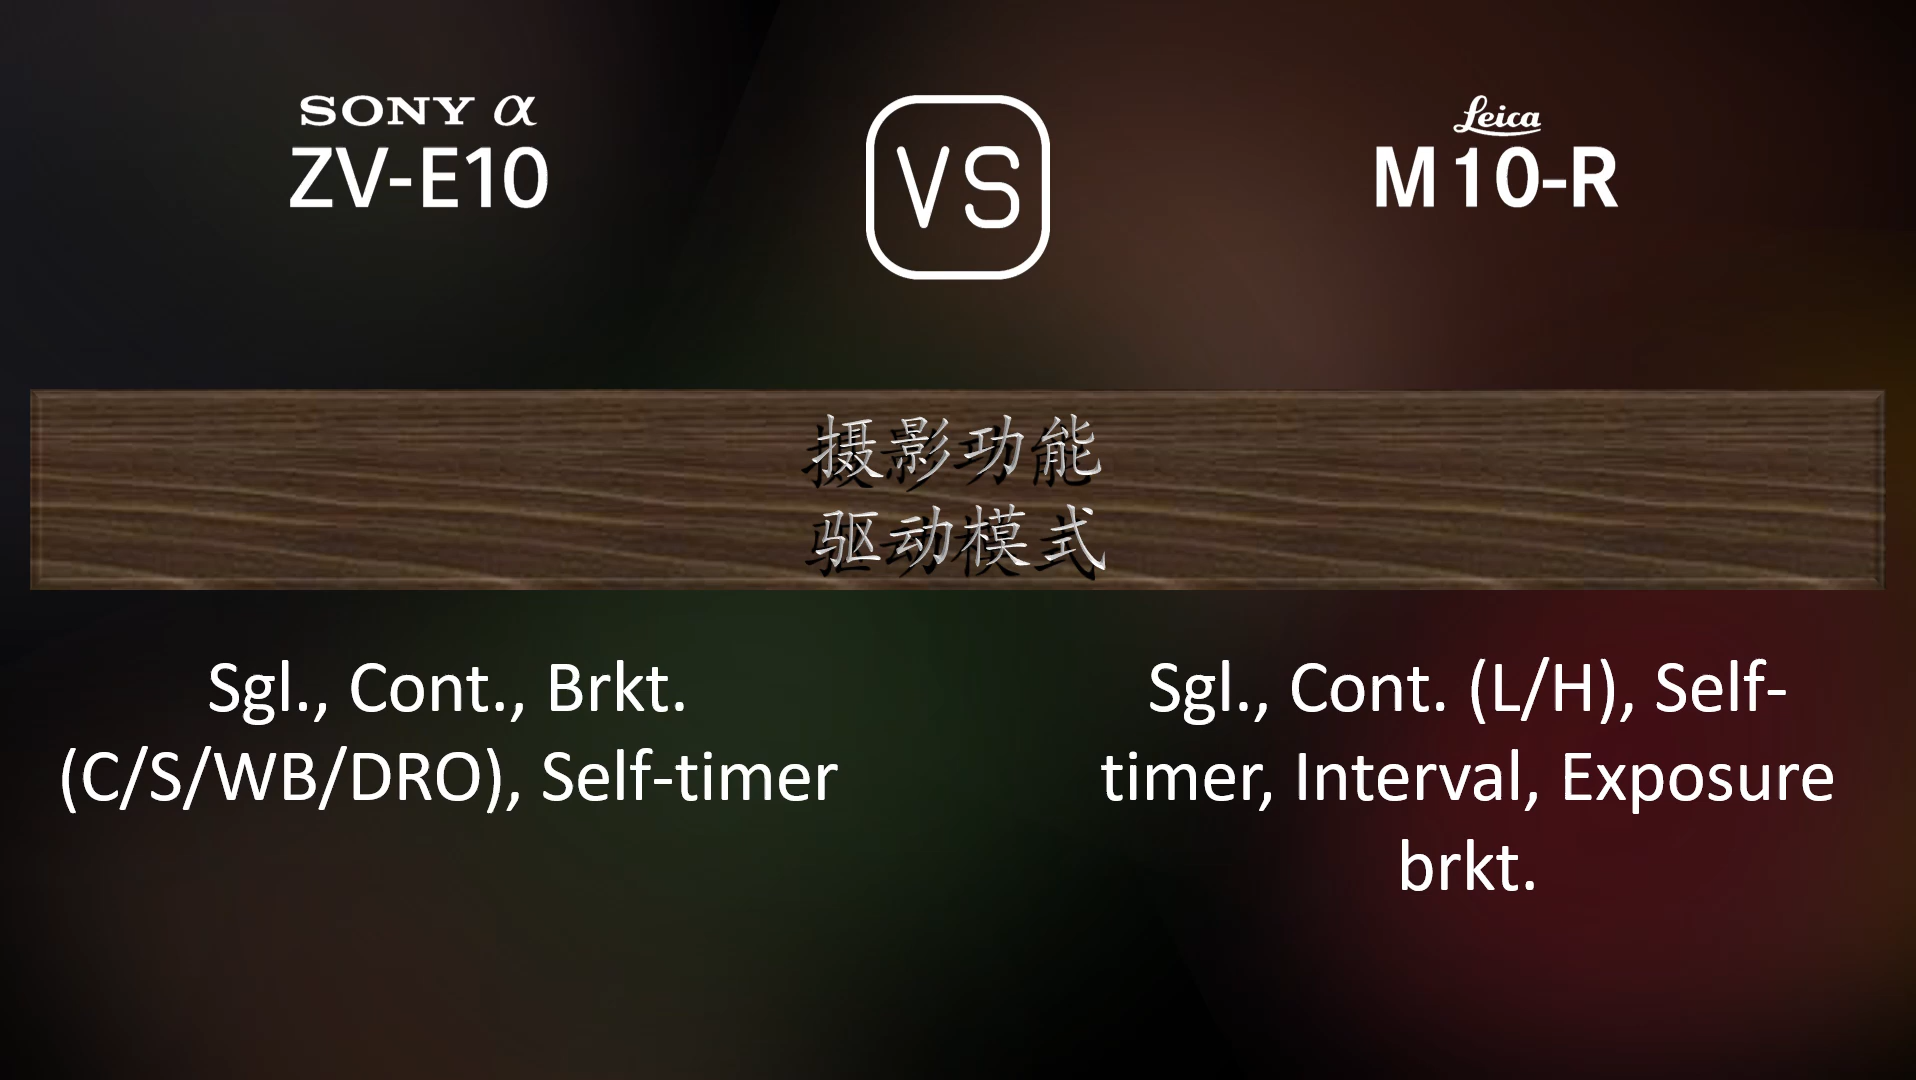 SONY α
ZV-E10
VS
Leica
M10-R
摄影功能
驱动模式
Sgl., Cont., Brkt.
(C/S/WB/DRO), Self-timer
Sgl., Cont. (L/H), Self-
timer, Interval, Exposure
brkt.